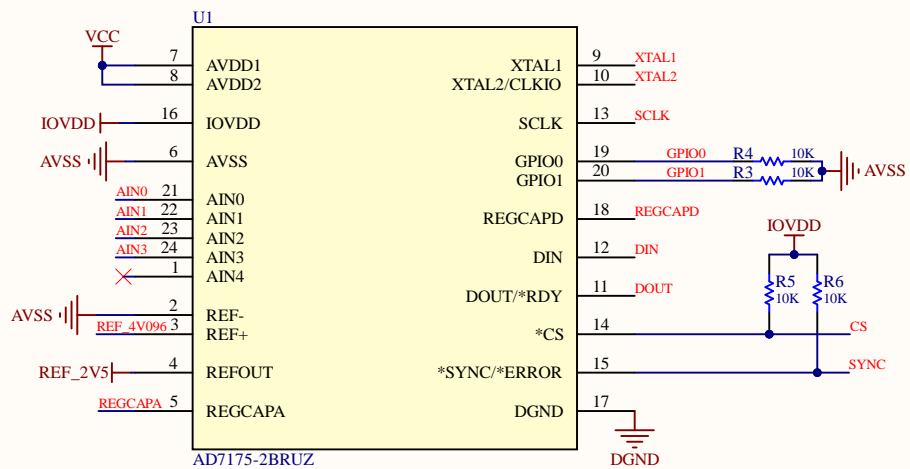 U1
VCC
7 AVDD1 XTAL1 9 XTAL1
8 AVDD2 XTAL2/CLKIO 10 XTAL2
IOVDD 16 IOVDD SCLK 13 SCLK
AVSS 6 AVSS GPIO0 19 GPIO0 R4 10K
GPIO1 20 GPIO1 R3 10K AVSS
AIN0 21 AIN0
AIN1 22 AIN1 REGCAPD 18 REGCAPD
AIN2 23 AIN2 IOVDD
AIN3 24 AIN3 DIN 12 DIN
1 AIN4 R5 10K R6 10K
DOUT/*RDY 11 DOUT
AVSS 2 REF-
REF_4V096 3 REF+ *CS 14 CS
REF_2V5 4 REFOUT *SYNC/*ERROR 15 SYNC
REGCAPA 5 REGCAPA DGND 17
DGND
AD7175-2BRUZ